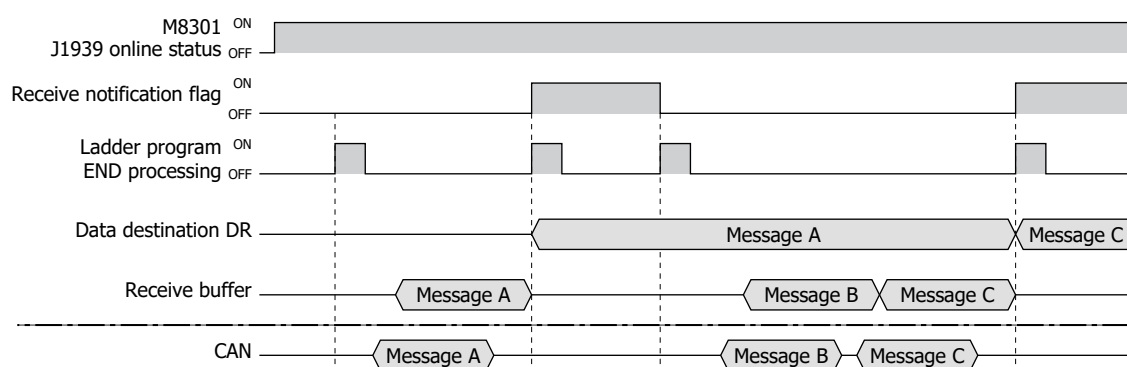 M8301 ON
J1939 online status OFF
ON
Receive notification flag
OFF
Ladder program ON
END processing OFF
Data destination DR Message A Message C
Receive buffer Message A Message B Message C
CAN Message A Message B Message C